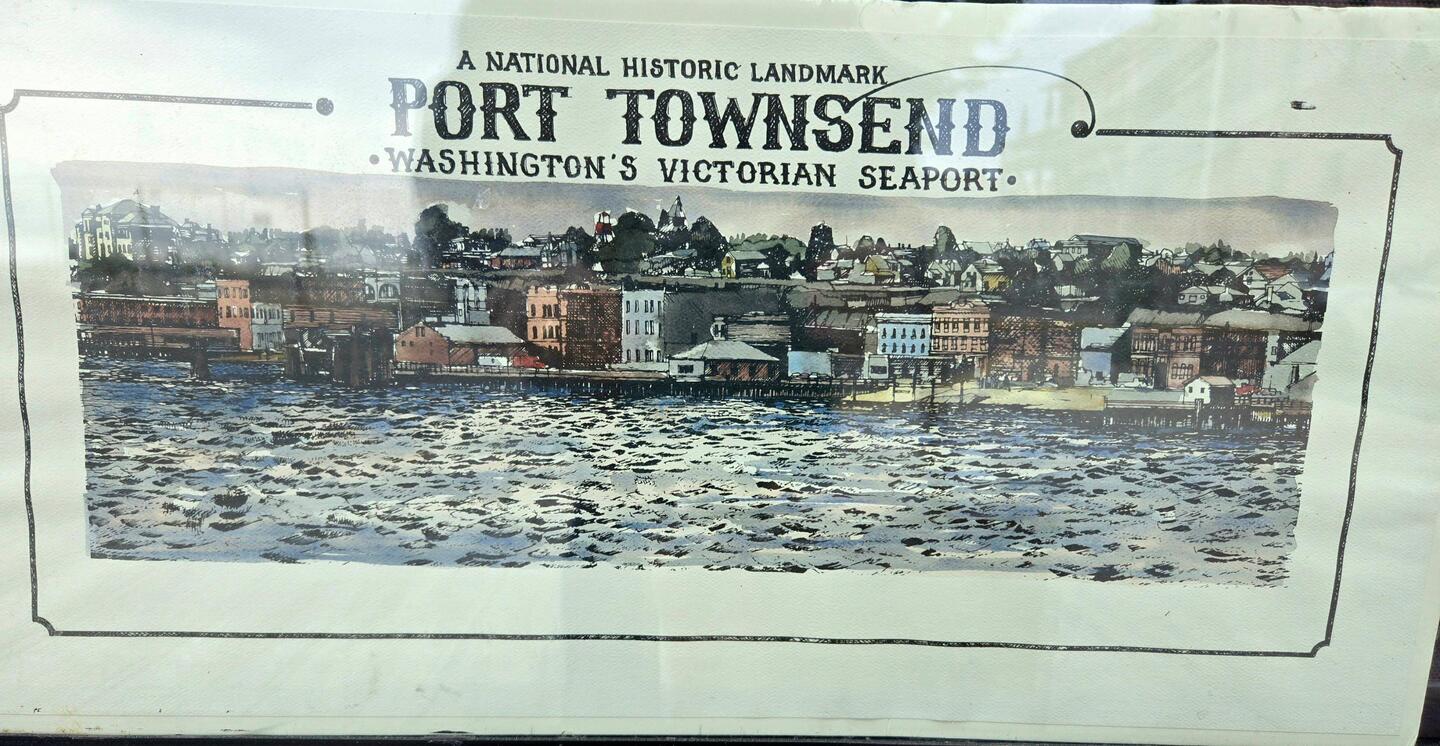 A NATIONAL HISTORIC LANDMARK
PORT TOWNSEND
•WASHINGTON'S VICTORIAN SEAPORT•